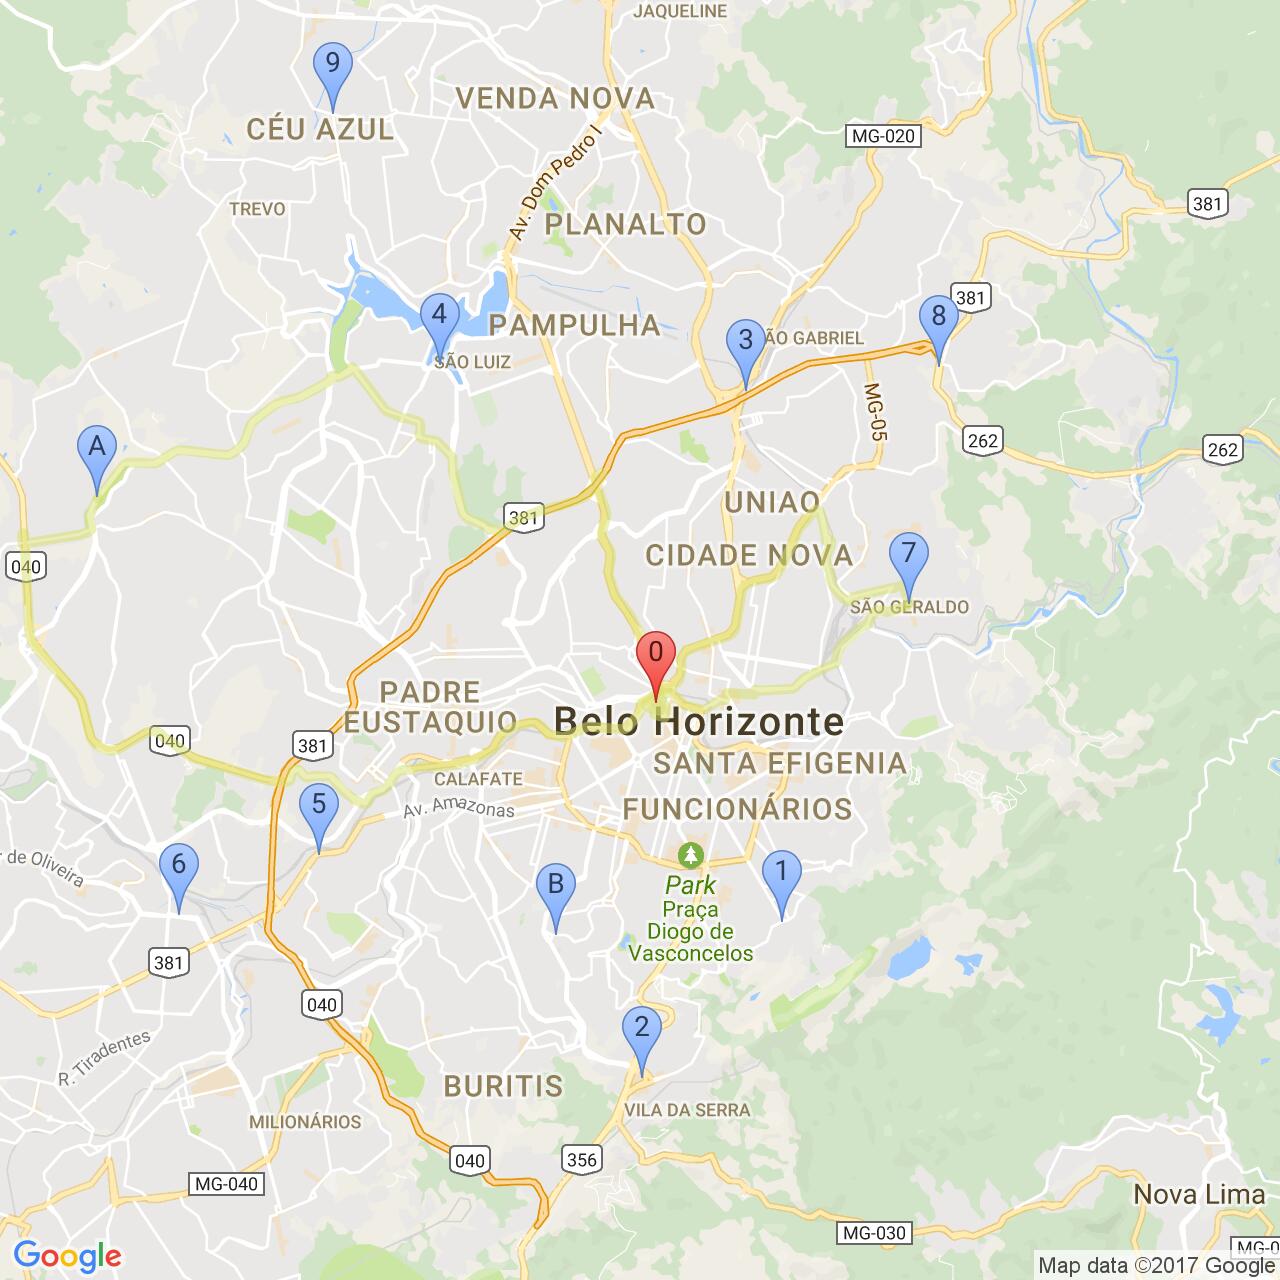 JAQUELINE
9
VENDA NOVA
CÉU AZUL
MG-020
Av. Dom Pedro I
TREVO
381
PLANALTO
4
PAMPULHA
381
8
3
ÃO GABRIEL
SÃO LUIZ
MG-05
A
262
262
UNIAO
381
CIDADE NOVA
7
040
SÃO GERALDO
0
PADRE
EUSTAQUIO
Belo Horizonte
040
381
SANTA EFIGENIA
CALAFATE
5
Av. Amazonas
FUNCIONÁRIOS
r de Oliveira
6
B
1
Park
Praça
Diogo de
Vasconcelos
381
040
2
R. Tiradentes
BURITIS
MILIONÁRIOS
VILA DA SERRA
040
356
MG-040
Nova Lima
MG-030
MG-0
Google
Map data ©2017 Google